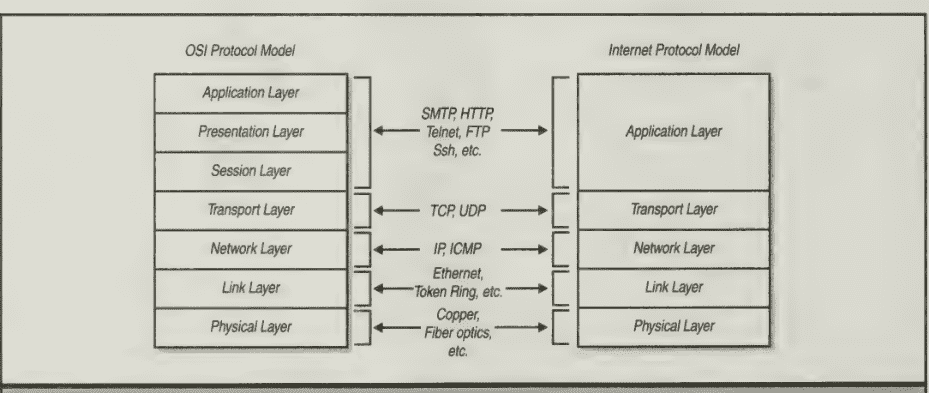 OSI Protocol Model
Internet Protocol Model
Application Layer
Presentation Layer
Session Layer
Transport Layer
Network Layer
Link Layer
Physical Layer
SMTP, HTTP,
Telnet, FTP
Ssh, etc.
TCP, UDP
IP, ICMP
Ethernet,
Token Ring, etc.
Copper,
Fiber optics,
etc.
Application Layer
Transport Layer
Network Layer
Link Layer
Physical Layer